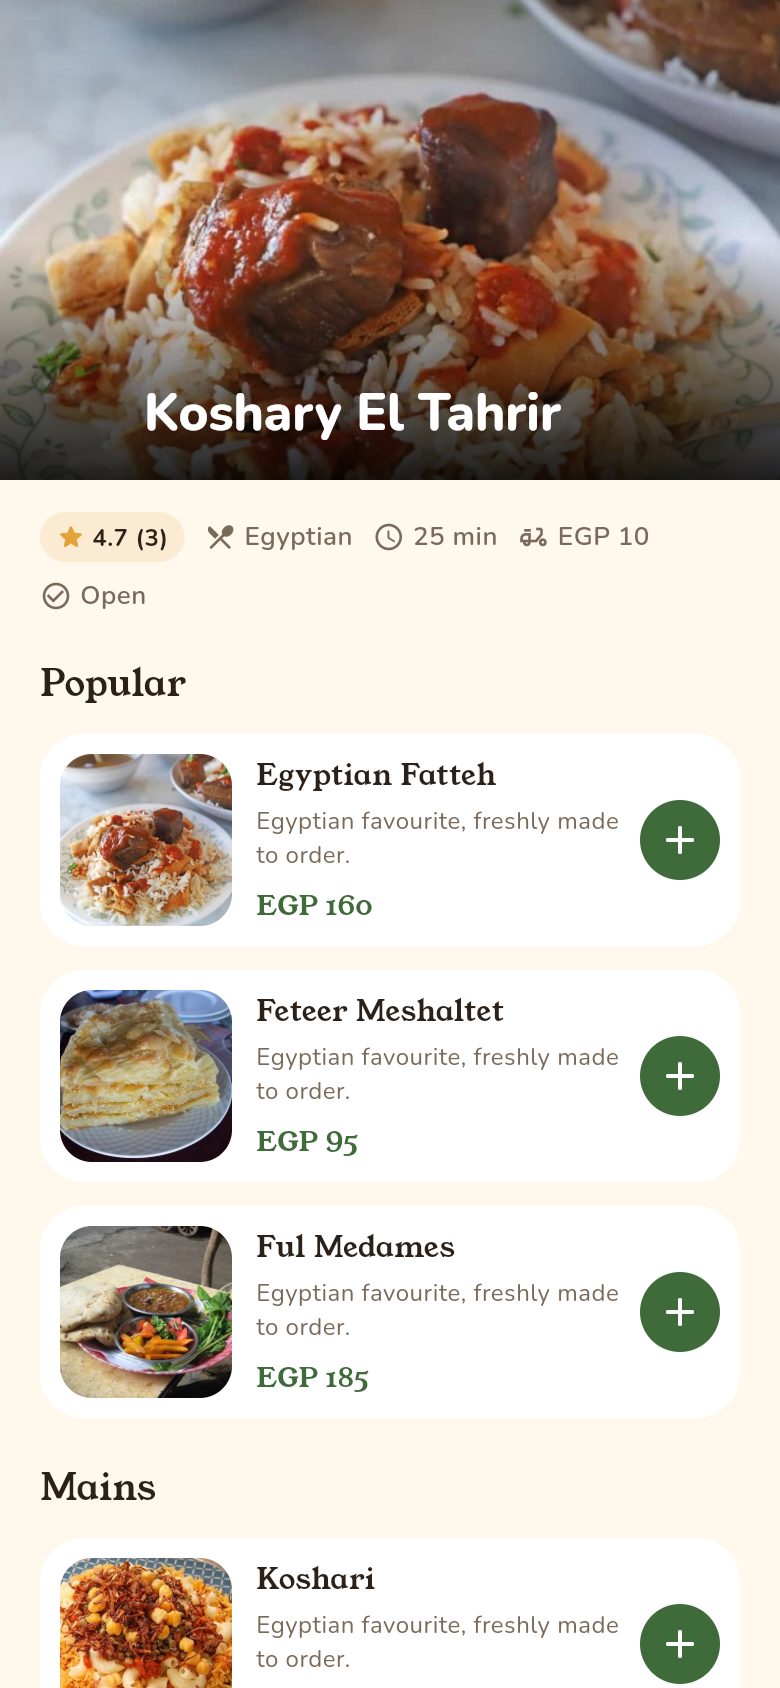 Koshary El Tahrir
4.7 (3) Egyptian 25 min EGP 10
Open
Popular
Egyptian Fatteh
Egyptian favourite, freshly made
to order.
EGP 160
Feteer Meshaltet
Egyptian favourite, freshly made
to order.
EGP 95
Ful Medames
Egyptian favourite, freshly made
to order.
EGP 185
Mains
Koshari
Egyptian favourite, freshly made
to order.